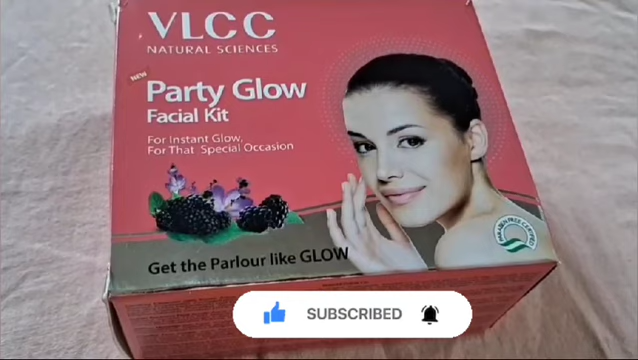 VLCC
NATURAL SCIENCES
NEW
Party Glow
Facial Kit
For Instant Glow,
For That Special Occasion
Get the Parlour like GLOW
SUBSCRIBED